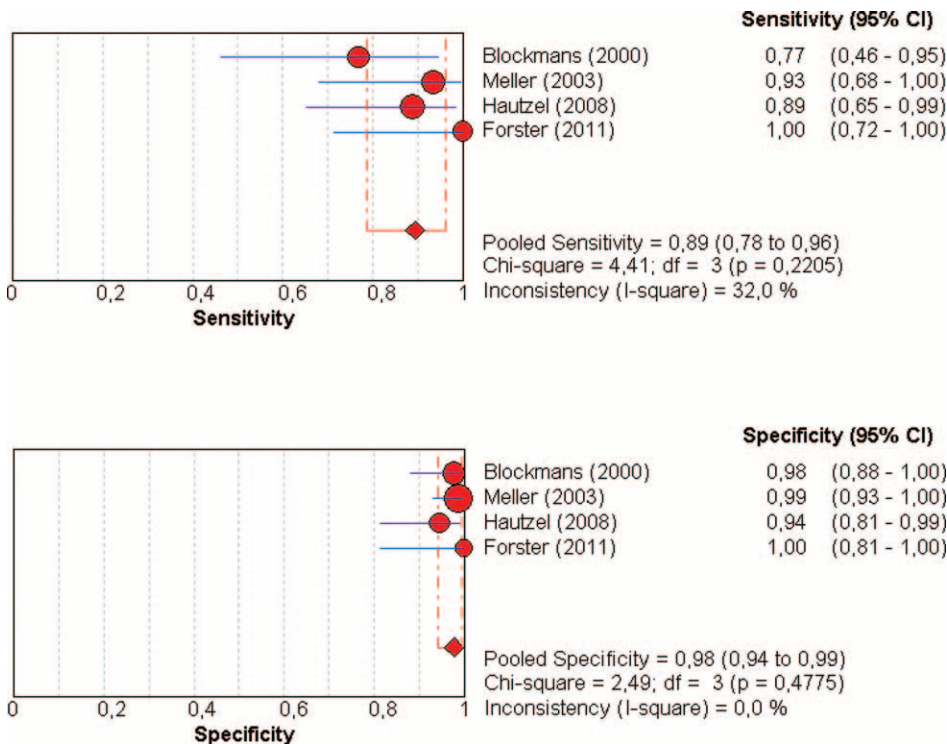 Sensitivity (95% CI)
Blockmans (2000) 0,77 (0,46 - 0,95)
Meller (2003) 0,93 (0,68 - 1,00)
Hautzel (2008) 0,89 (0,65 - 0,99)
Forster (2011) 1,00 (0,72 - 1,00)
Pooled Sensitivity = 0,89 (0,78 to 0,96)
Chi-square = 4,41; df = 3 (p = 0,2205)
Inconsistency (I-square) = 32,0 %
0 0,2 0,4 0,6 0,8 1
Sensitivity
Specificity (95% CI)
Blockmans (2000) 0,98 (0,88 - 1,00)
Meller (2003) 0,99 (0,93 - 1,00)
Hautzel (2008) 0,94 (0,81 - 0,99)
Forster (2011) 1,00 (0,81 - 1,00)
Pooled Specificity = 0,98 (0,94 to 0,99)
Chi-square = 2,49; df = 3 (p = 0,4775)
Inconsistency (I-square) = 0,0 %
0 0,2 0,4 0,6 0,8 1
Specificity